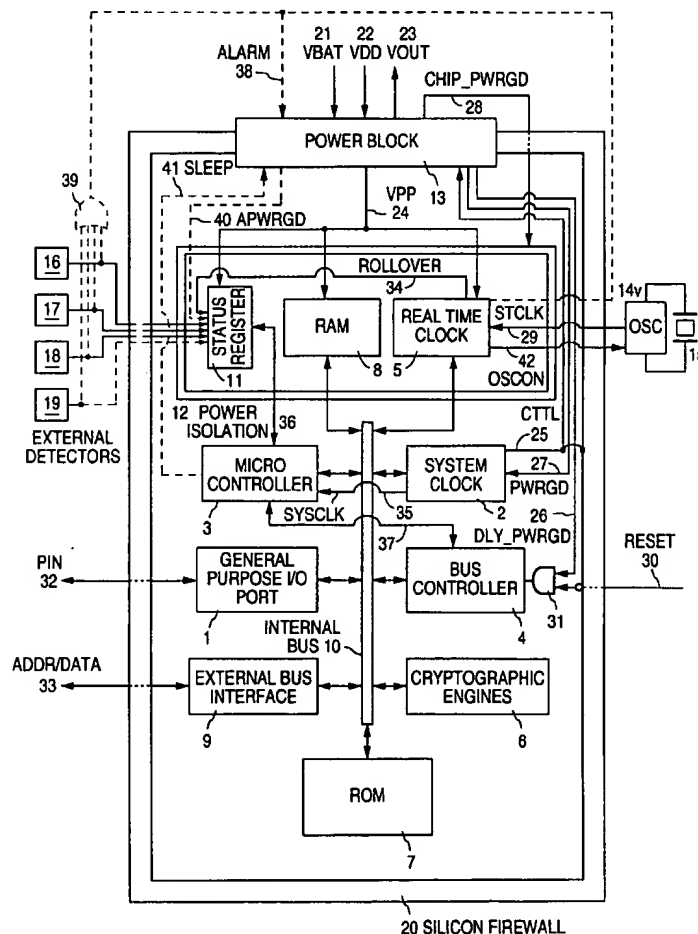 21 22 23
ALARM VBAT VDD VOUT
38
CHIP_PWRGD
28
POWER BLOCK
41 SLEEP
13
39
VPP
24
40 APWRGD
16
ROLLOVER
34
14v
17
STATUS REGISTER
RAM
REAL TIME
CLOCK
STCLK
29
OSC
18
8
5
42
11
OSCON
19
12 POWER
ISOLATION
36
CTTL
25
EXTERNAL
DETECTORS
MICRO
CONTROLLER
SYSTEM
CLOCK
27
PWRGD
3
SYSCLK
35
2
26
37
DLY_PWRGD
RESET
30
PIN
32
GENERAL
PURPOSE I/O
PORT
BUS
CONTROLLER
31
1
4
INTERNAL
BUS 10
ADDR/DATA
33
EXTERNAL BUS
INTERFACE
CRYPTOGRAPHIC
ENGINES
9
6
ROM
7
20 SILICON FIREWALL